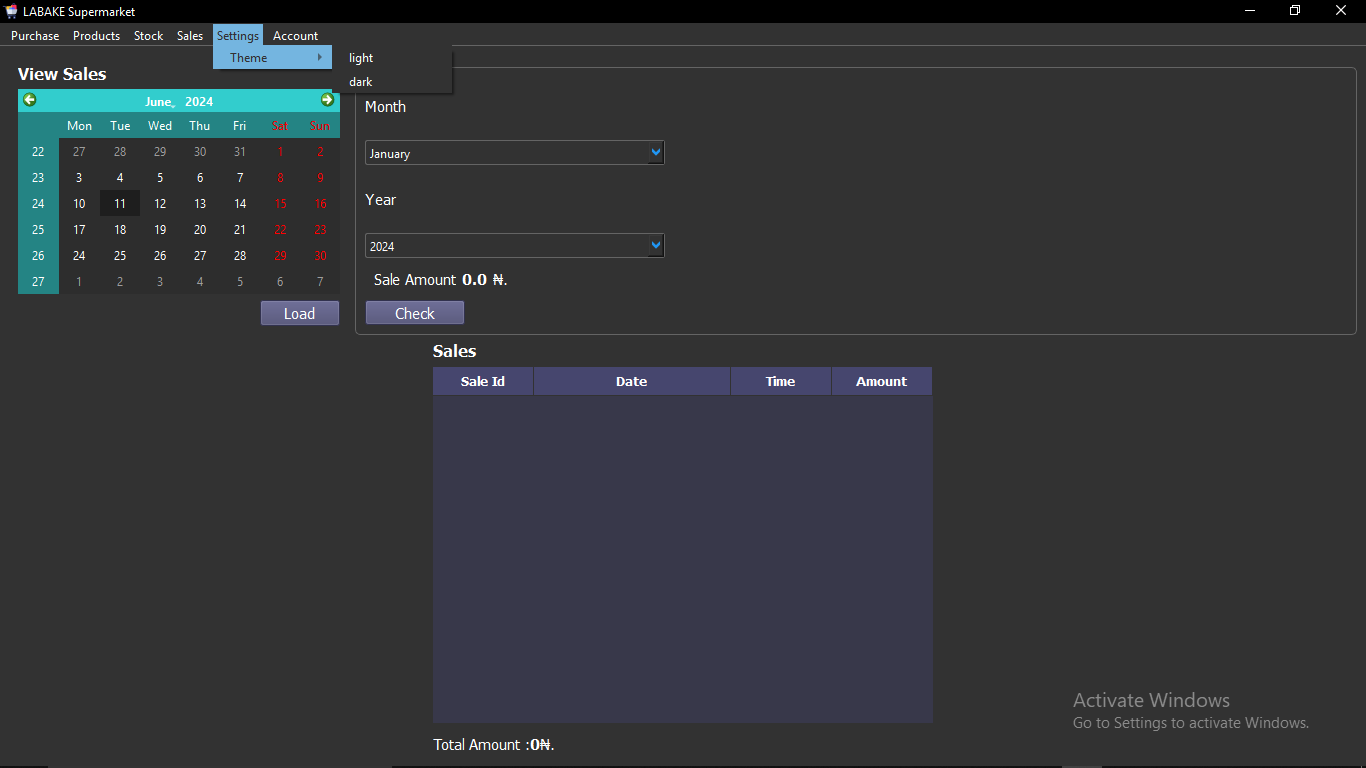 LABAKE Supermarket
Purchase Products Stock Sales Settings Account
Theme
light
dark
View Sales
June, 2024
Mon Tue Wed Thu Fri Sat Sun
22 27 28 29 30 31 1 2
23 3 4 5 6 7 8 9
24 10 11 12 13 14 15 16
25 17 18 19 20 21 22 23
26 24 25 26 27 28 29 30
27 1 2 3 4 5 6 7
Load
Month
January
Year
2024
Sale Amount 0.0 ₦.
Check
Sales
Sale Id Date Time Amount
Total Amount :0₦.
Activate Windows
Go to Settings to activate Windows.